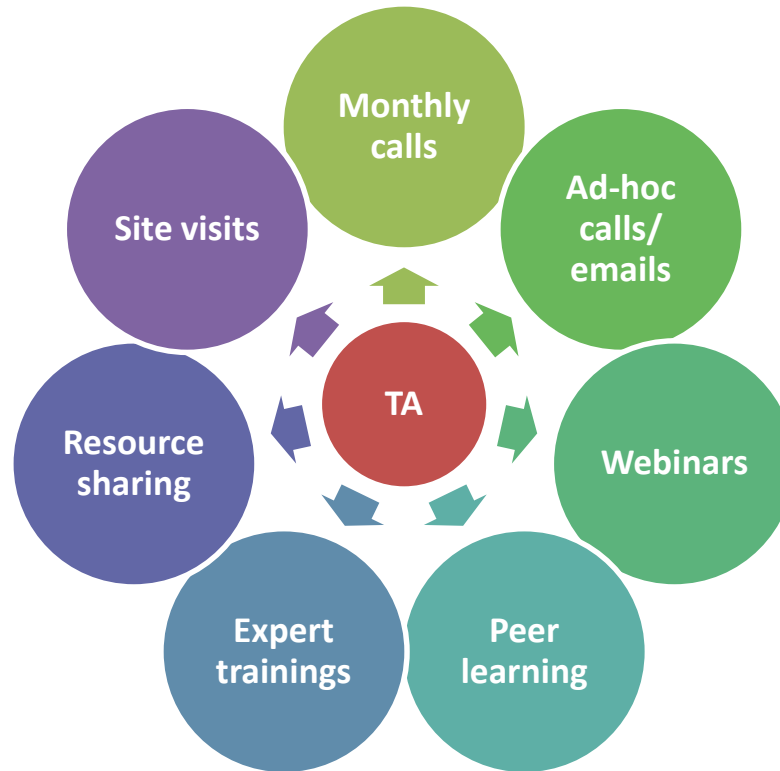 Monthly
calls
Ad-hoc
calls/
emails
Webinars
Peer
learning
Expert
trainings
Resource
sharing
Site visits
TA